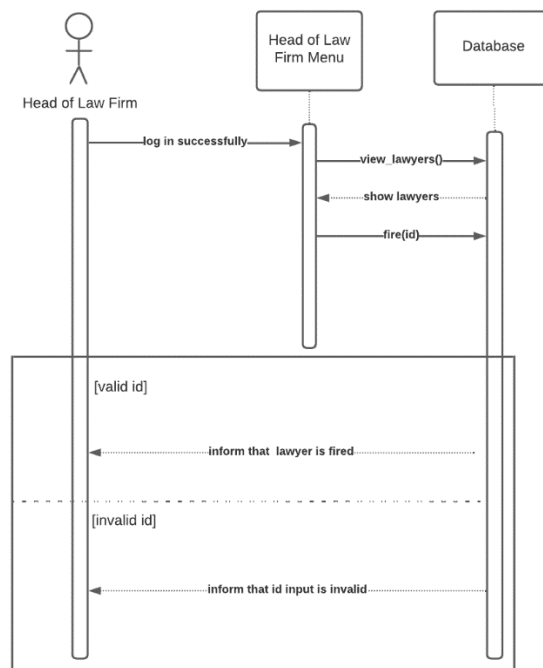 Head of Law
Firm Menu
Database
Head of Law Firm
log in successfully
view_lawyers()
show lawyers
fire(id)
[valid id]
inform that lawyer is fired
[invalid id]
inform that id input is invalid